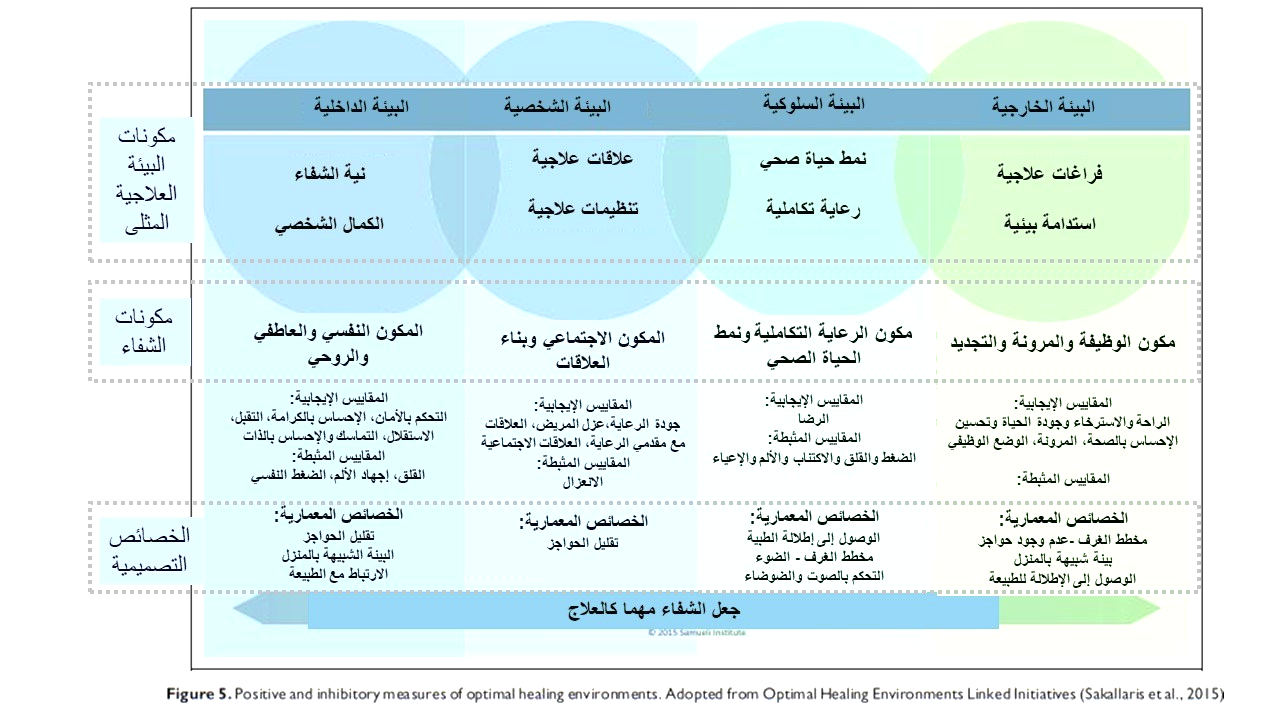 البيئة الداخلية
البيئة الشخصية
البيئة السلوكية
البيئة الخارجية
مكونات
البيئة
العلاجية
المثلى
نية الشفاء
الكمال الشخصي
علاقات علاجية
تنظيمات علاجية
نمط حياة صحي
رعاية تكاملية
فراغات علاجية
استدامة بيئية
مكونات
الشفاء
المكون النفسي والعاطفي
والروحي
المكون الاجتماعي وبناء
العلاقات
مكون الرعاية التكاملية ونمط
الحياة الصحي
مكون الوظيفة والمرونة والتجديد
المقاييس الإيجابية:
التحكم بالأمان، الإحساس بالكرامة، التقبل،
الاستقلال، التماسك والإحساس بالذات
المقاييس المثبطة:
القلق، إجهاد الألم، الضغط النفسي
المقاييس الإيجابية:
جودة الرعاية،عزل المريض، العلاقات
مع مقدمي الرعاية، العلاقات الاجتماعية
المقاييس المثبطة:
الانعزال
المقاييس الإيجابية:
الرضا
المقاييس المثبطة:
الضغط والقلق والاكتئاب والألم والإعياء
المقاييس الإيجابية:
الراحة والاسترخاء وجودة الحياة وتحسين
الإحساس بالصحة، المرونة، الوضع الوظيفي
المقاييس المثبطة:
الخصائص
التصميمية
الخصائص المعمارية:
تقليل الحواجز
البيئة الشبيهة بالمنزل
الارتباط مع الطبيعة
الخصائص المعمارية:
تقليل الحواجز
الخصائص المعمارية:
الوصول إلى إطلالة الطبية
مخطط الغرف - الضوء
التحكم بالصوت والضوضاء
الخصائص المعمارية:
مخطط الغرف -عدم وجود حواجز
بيئة شبيهة بالمنزل
الوصول إلى الإطلالة للطبيعة
جعل الشفاء مهما كالعلاج
© 2015 Samueli Institute
Figure 5. Positive and inhibitory measures of optimal healing environments. Adopted from Optimal Healing Environments Linked Initiatives (Sakallaris et al., 2015)